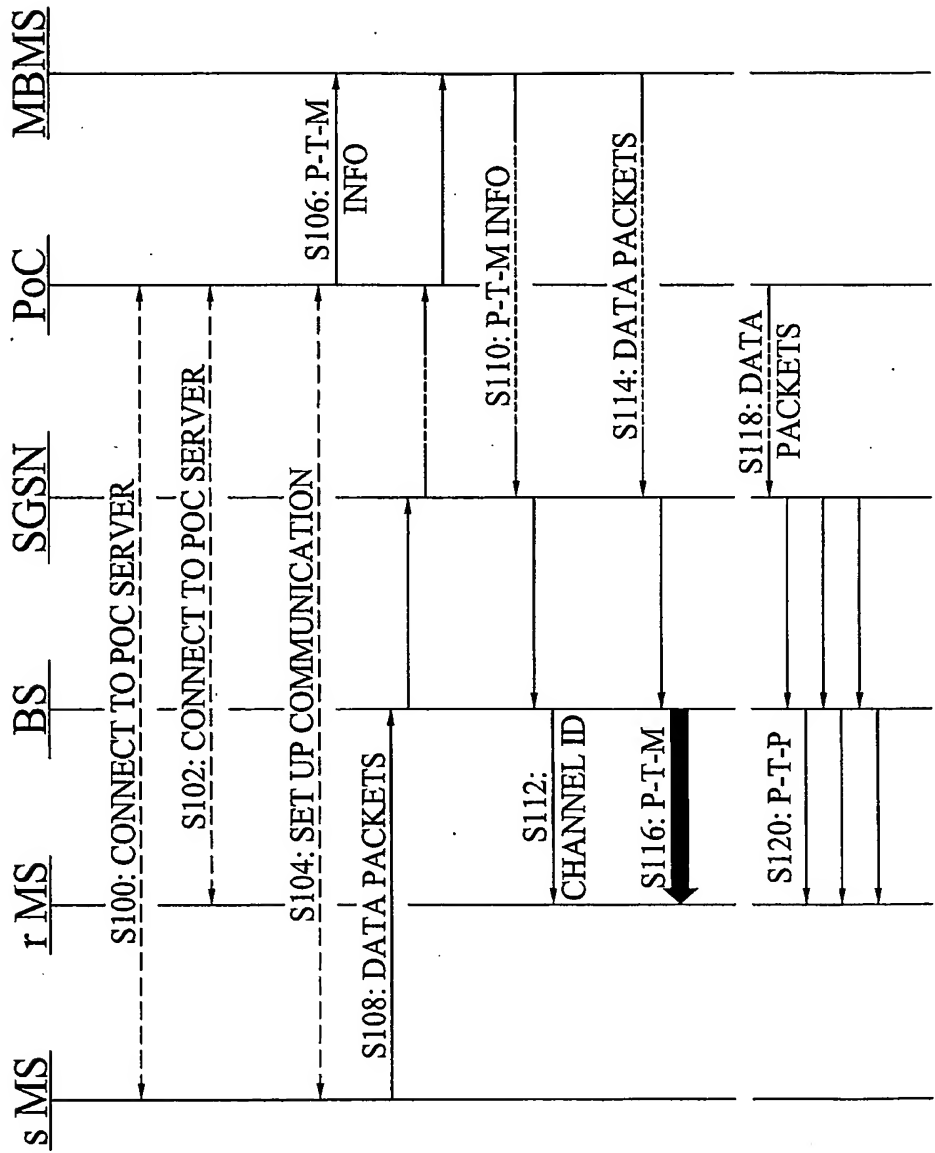 s MS
r MS
BS
SGSN
PoC
MBMS
S100: CONNECT TO POC SERVER
S102: CONNECT TO POC SERVER
S104: SET UP COMMUNICATION
S106: P-T-M
INFO
S108: DATA PACKETS
S110: P-T-M INFO
S112:
CHANNEL ID
S114: DATA PACKETS
S116: P-T-M
S118: DATA
PACKETS
S120: P-T-P